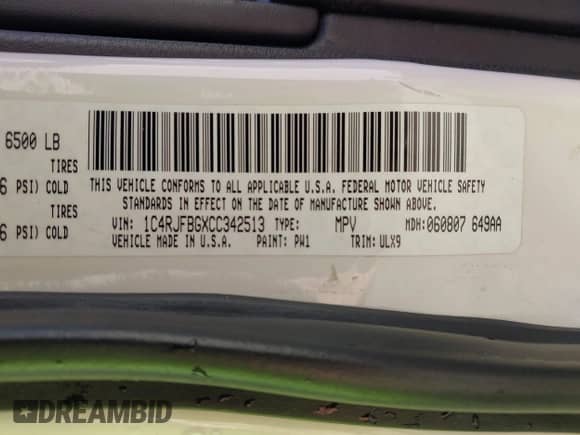 6500 LB
TIRES
6 PSI) COLD
TIRES
6 PSI) COLD
THIS VEHICLE CONFORMS TO ALL APPLICABLE U.S.A. FEDERAL MOTOR VEHICLE SAFETY
STANDARDS IN EFFECT ON THE DATE OF MANUFACTURE SHOWN ABOVE.
VIN: 1C4RJFBGXCC342513 TYPE: MPV MDH: 060807 649AA
VEHICLE MADE IN U.S.A. PAINT: PW1 TRIM: ULX9
DREAMBID